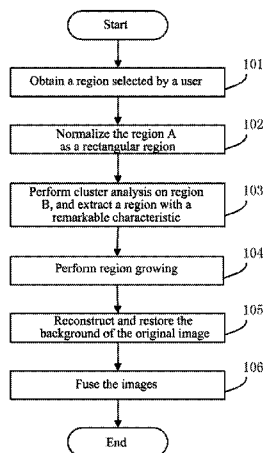 Start
101
Obtain a region selected by a user
102
Normalize the region A
as a rectangular region
103
Perform cluster analysis on region
B, and extract a region with a
remarkable characteristic
104
Perform region growing
105
Reconstruct and restore the
background of the original image
106
Fuse the images
End